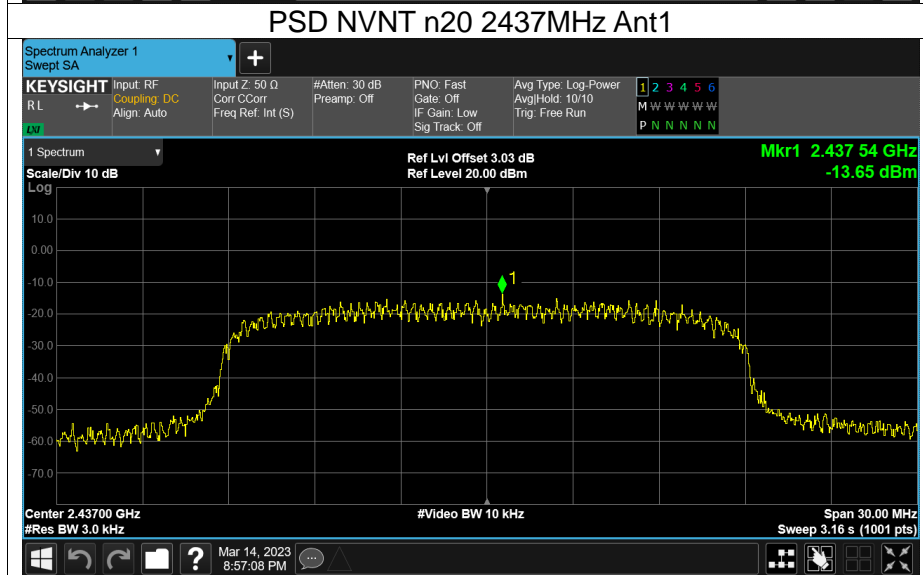 PSD NVNT n20 2437MHz Ant1
Spectrum Analyzer 1
Swept SA
+
KEYSIGHT Input: RF Input Z: 50 Ω #Atten: 30 dB PNO: Fast Avg Type: Log-Power 1 2 3 4 5 6
RL Coupling: DC Corr CCorr Preamp: Off Gate: Off Avg|Hold: 10/10 M W W W W W
Align: Auto Freq Ref: Int (S) IF Gain: Low Trig: Free Run
LXI Sig Track: Off P N N N N N
1 Spectrum Ref Lvl Offset 3.03 dB Mkr1 2.437 54 GHz
Scale/Div 10 dB Ref Level 20.00 dBm -13.65 dBm
Log
10.0
0.00
-10.0
1
-20.0
-30.0
-40.0
-50.0
-60.0
-70.0
Center 2.43700 GHz #Video BW 10 kHz Span 30.00 MHz
#Res BW 3.0 kHz Sweep 3.16 s (1001 pts)
? Mar 14, 2023
8:57:08 PM